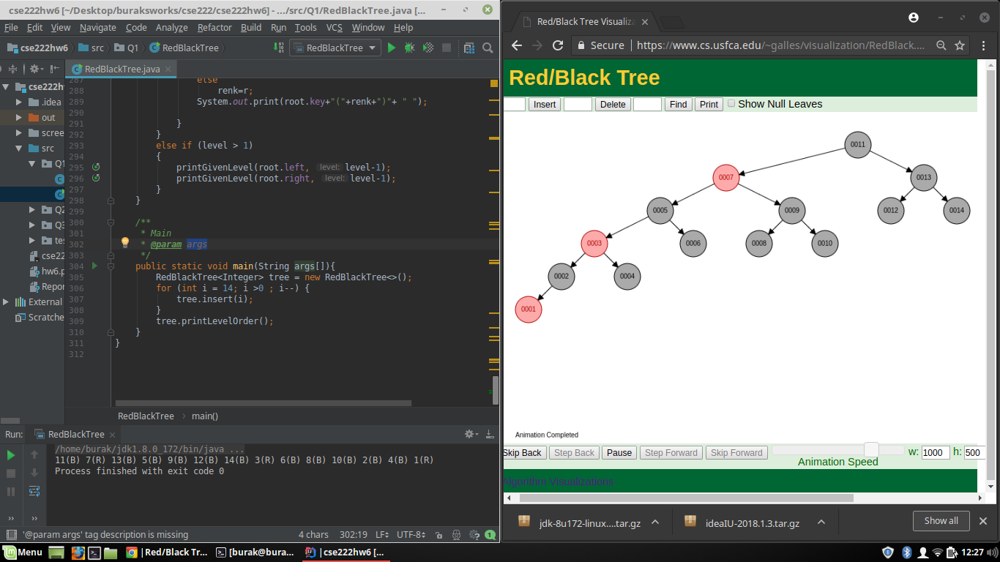 cse222hw6 [~/Desktop/buraksworks/cse222/cse222hw6] - .../src/Q1/RedBlackTree.java [...
File Edit View Navigate Code Analyze Refactor Build Run Tools VCS Window Help
cse222hw6 src Q1 RedBlackTree
RedBlackTree
RedBlackTree.java
cse222h
.idea
out
scree
src
Q1
Q2
Q3
tes
cse22
hw6.p
Repor
External
Scratche
287 else
288 renk=r;
289 System.out.print(root.key+"("+renk+")"+ " ");
290
291 }
292 }
293 else if (level > 1)
294 {
295 printGivenLevel(root.left, level: level-1);
296 printGivenLevel(root.right, level: level-1);
297 }
298 }
299
300 /**
301 * Main
302 * @param args
303 */
304 public static void main(String args[]){
305 RedBlackTree<Integer> tree = new RedBlackTree<>();
306 for (int i = 14; i >0 ; i--) {
307 tree.insert(i);
308 }
309 tree.printLevelOrder();
310 }
311 }
312
RedBlackTree main()
Run: RedBlackTree
/home/burak/jdk1.8.0_172/bin/java ...
11(B) 7(R) 13(B) 5(B) 9(B) 12(B) 14(B) 3(R) 6(B) 8(B) 10(B) 2(B) 4(B) 1(R)
Process finished with exit code 0
'@param args' tag description is missing 4 chars 302:19 LF÷ UTF-8÷ 1
Red/Black Tree Visualiza
Secure https://www.cs.usfca.edu/~galles/visualization/RedBlack....
Red/Black Tree
Insert Delete Find Print Show Null Leaves
0011
0007 0013
0005 0009 0012 0014
0003 0006 0008 0010
0002 0004
0001
Animation Completed
Skip Back Step Back Pause Step Forward Skip Forward w: 1000 h: 500
Animation Speed
Algorithm Visualizations
jdk-8u172-linux....tar.gz ideaIU-2018.1.3.tar.gz Show all
Menu Red/Black Tr... [burak@bura... cse222hw6 [... 12:27